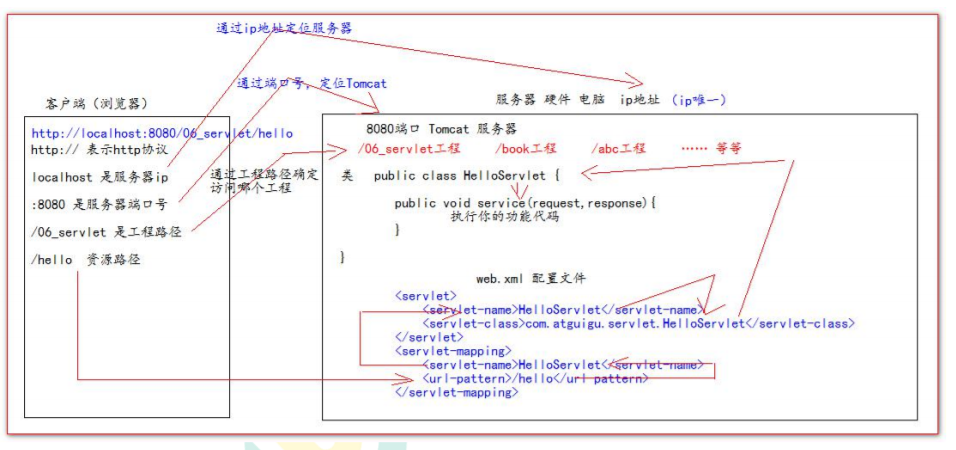 通过ip地址定位服务器
通过端口号，定位Tomcat
客户端（浏览器）
服务器 硬件 电脑 ip地址 （ip唯一）
http://localhost:8080/06_servlet/hello
http:// 表示http协议
localhost 是服务器ip
:8080 是服务器端口号
/06_servlet 是工程路径
/hello 资源路径
通过工程路径确定
访问哪个工程
8080端口 Tomcat 服务器
/06_servlet工程 /book工程 /abc工程 …… 等等
类 public class HelloServlet {
public void service(request,response){
执行你的功能代码
}
}
web.xml 配置文件
<servlet>
<servlet-name>HelloServlet</servlet-name>
<servlet-class>com.atguigu.servlet.HelloServlet</servlet-class>
</servlet>
<servlet-mapping>
<servlet-name>HelloServlet</servlet-name>
<url-pattern>/hello</url-pattern>
</servlet-mapping>